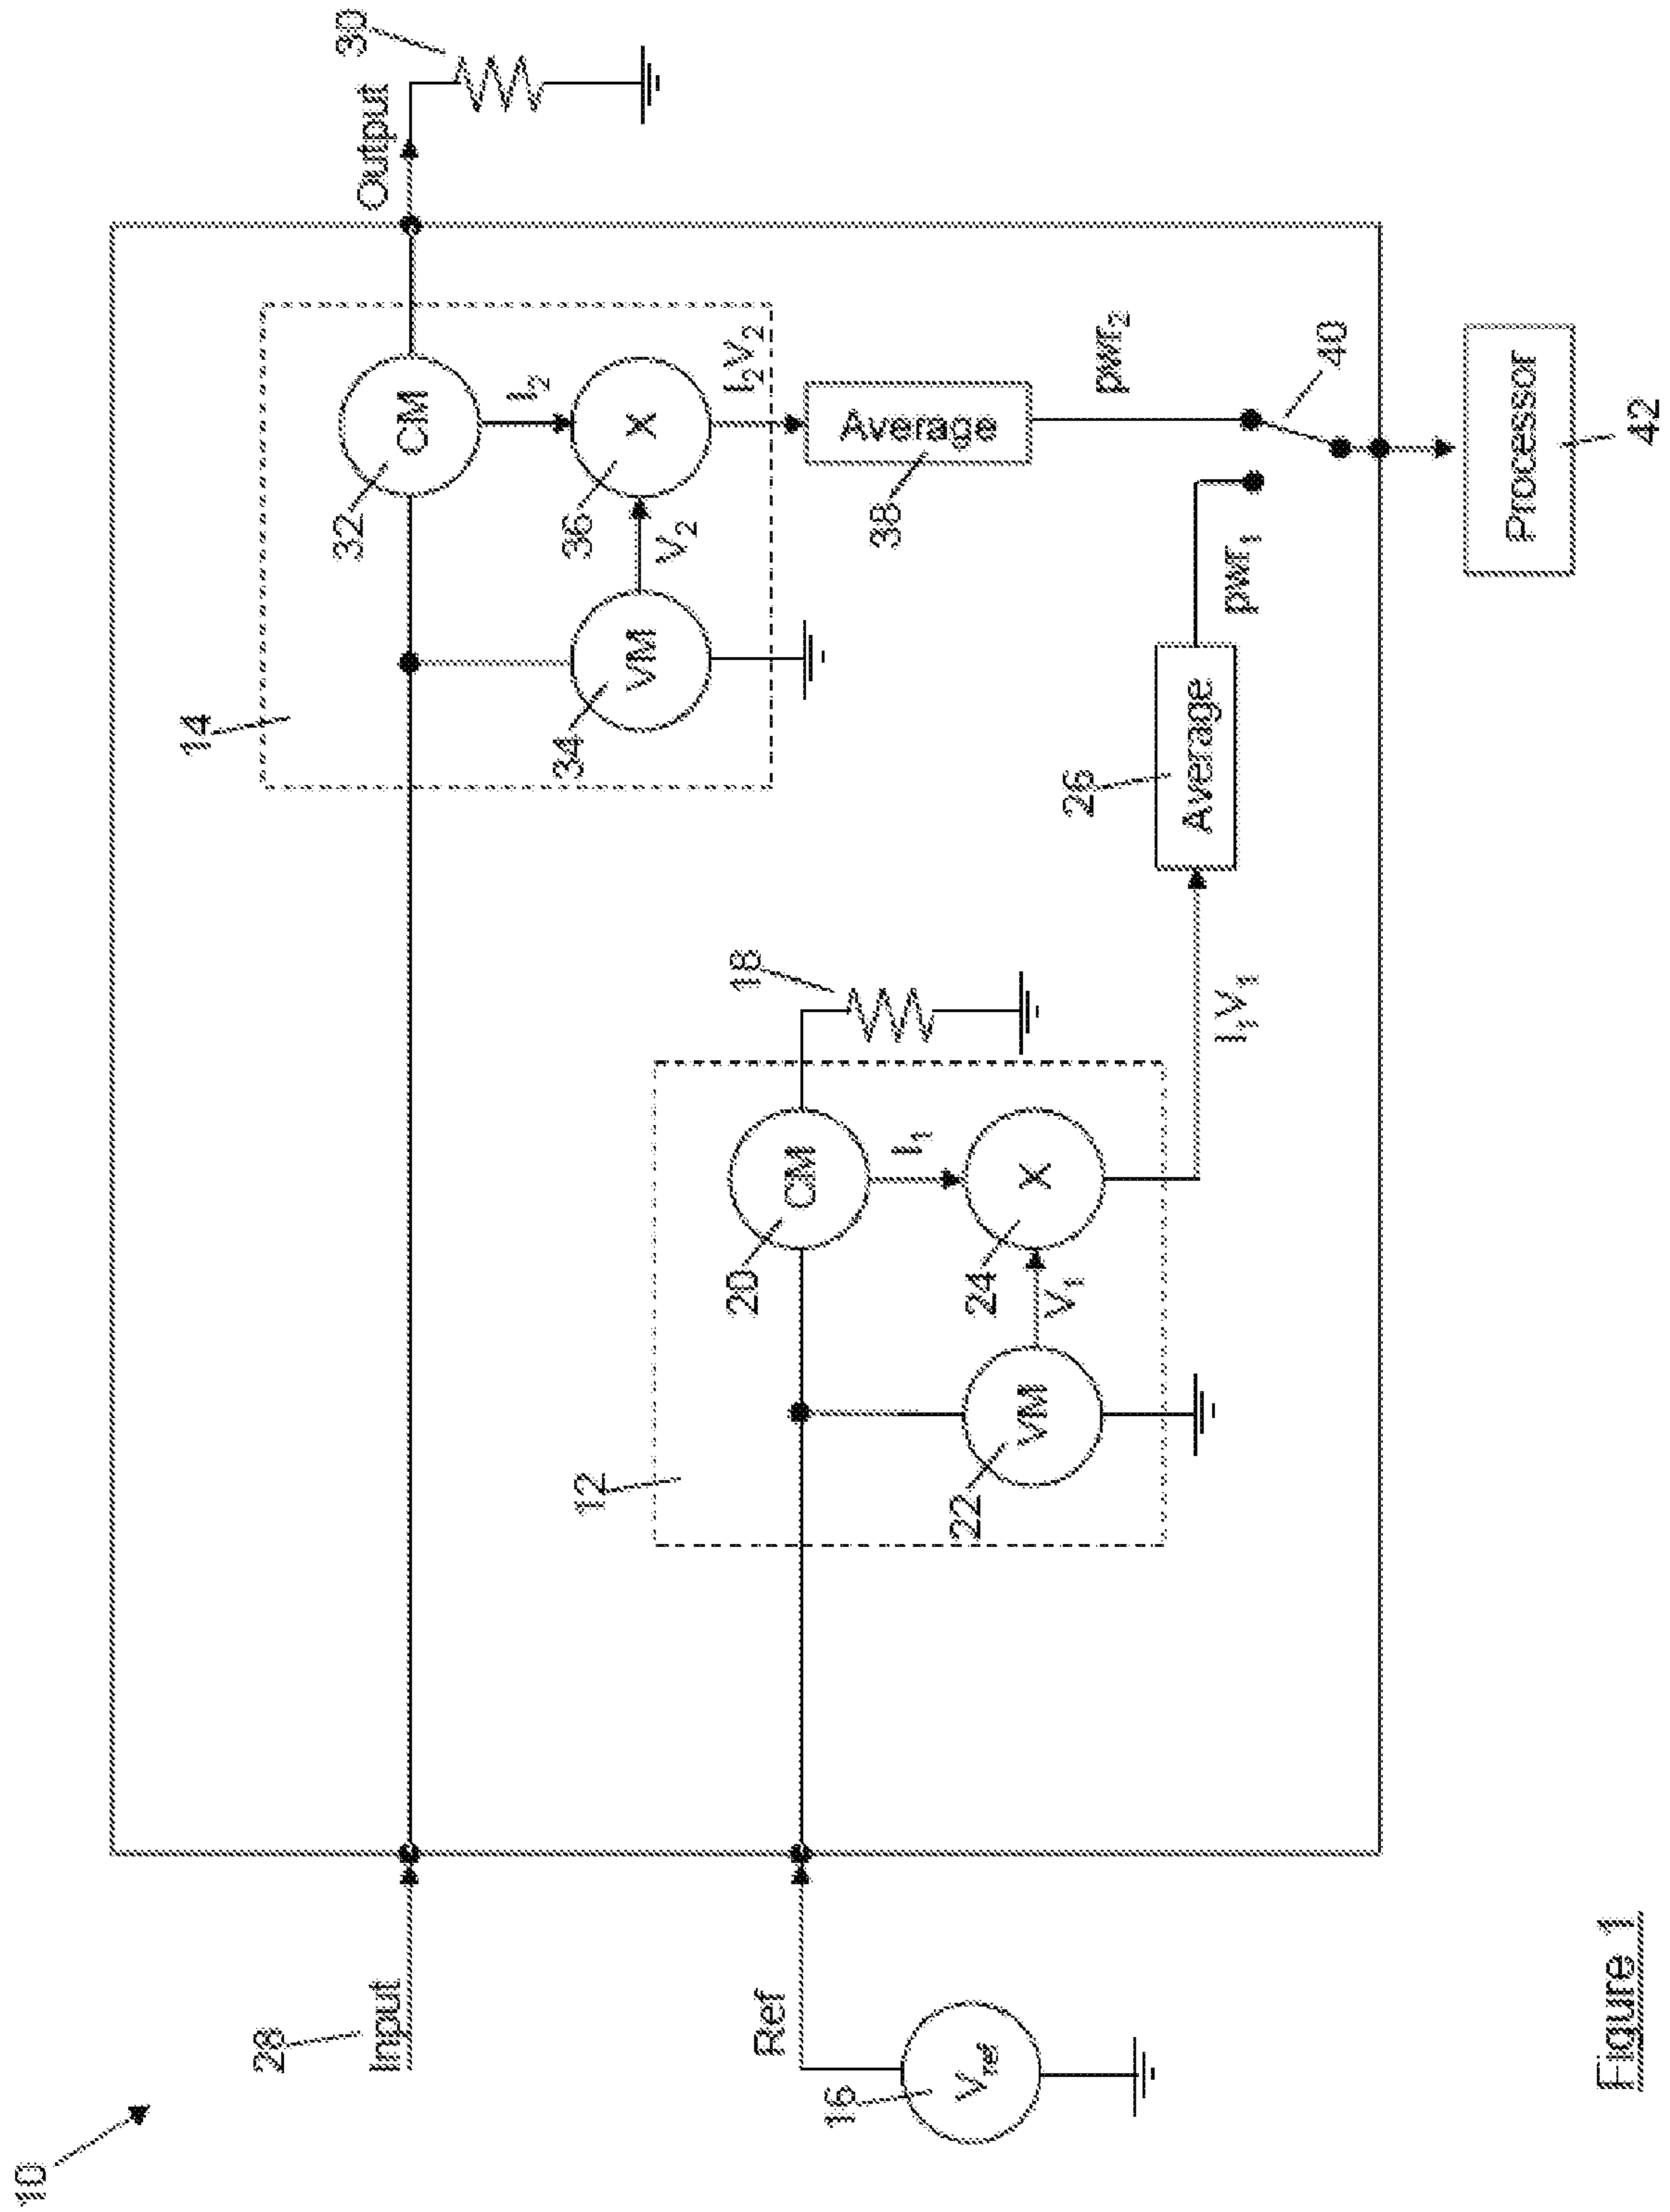 10
28
Input
Ref
16
Vref
12
20
CM
22
VM
V1
24
X
I1
18
I1V1
26
Average
pwr1
14
32
CM
34
VM
V2
36
X
I2
I2V2
38
Average
pwr2
40
Output
30
Processor
42
Figure 1